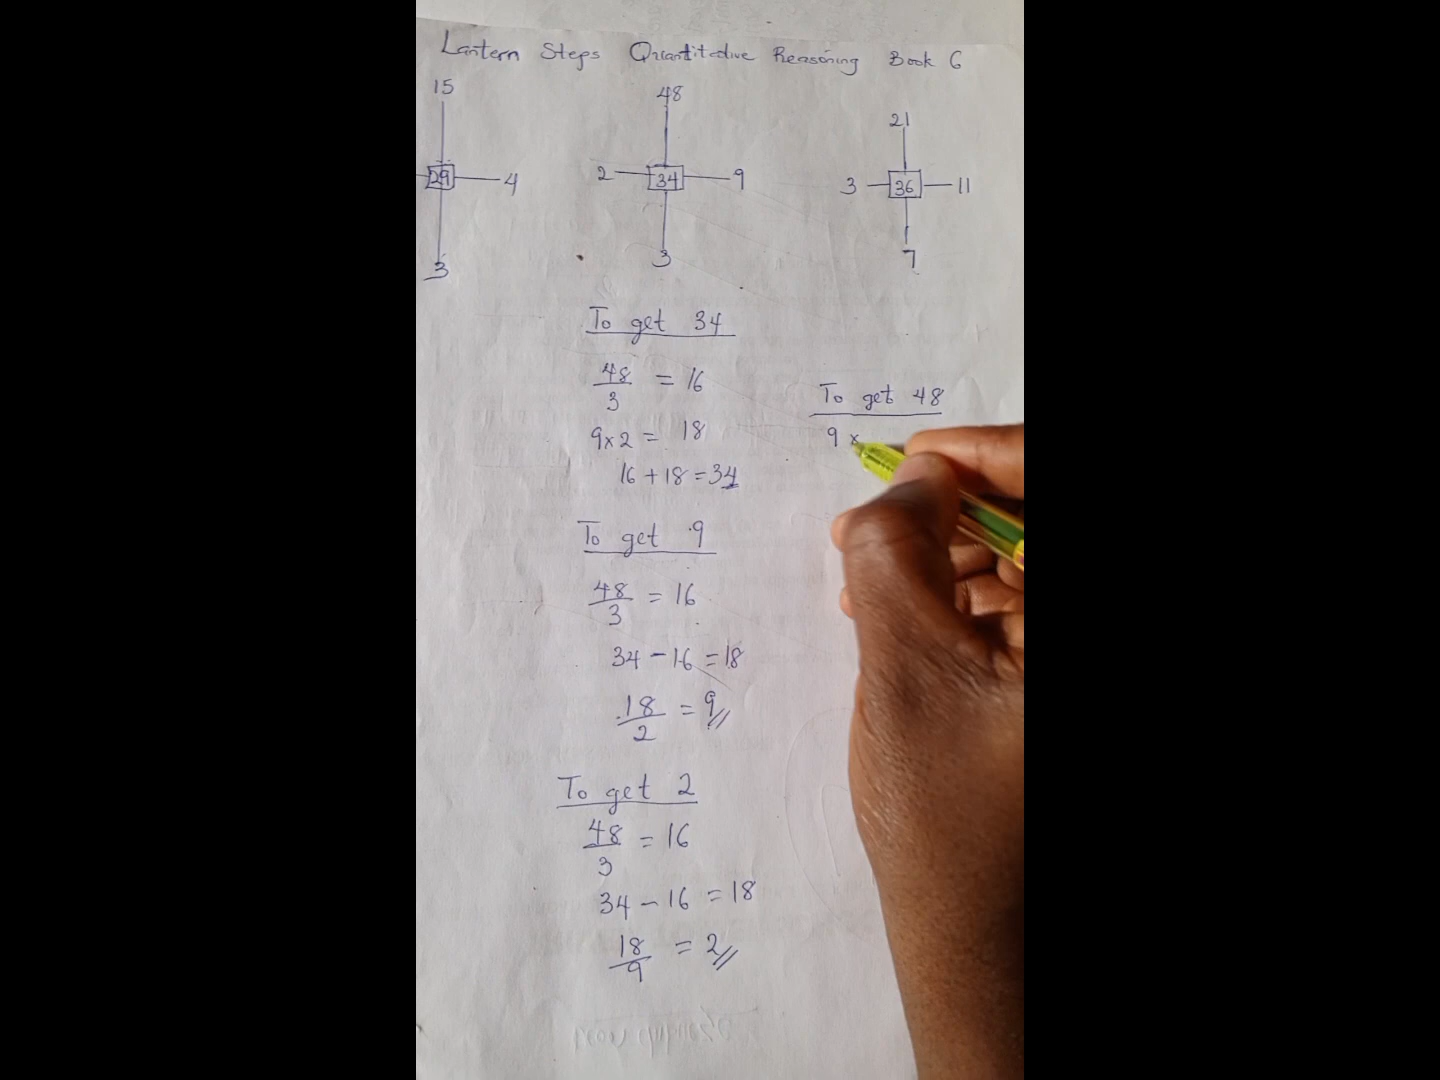 Lantern Steps Quantitative Reasoning Book 6
15
29 4
3
48
2 34 9
3
21
3 36 11
7
To get 34
48/3 = 16
9x2 = 18
16 + 18 = 34
To get 9
48/3 = 16
34 - 16 = 18
18/2 = 9
To get 2
48/3 = 16
34 - 16 = 18
18/9 = 2
To get 48
9 x